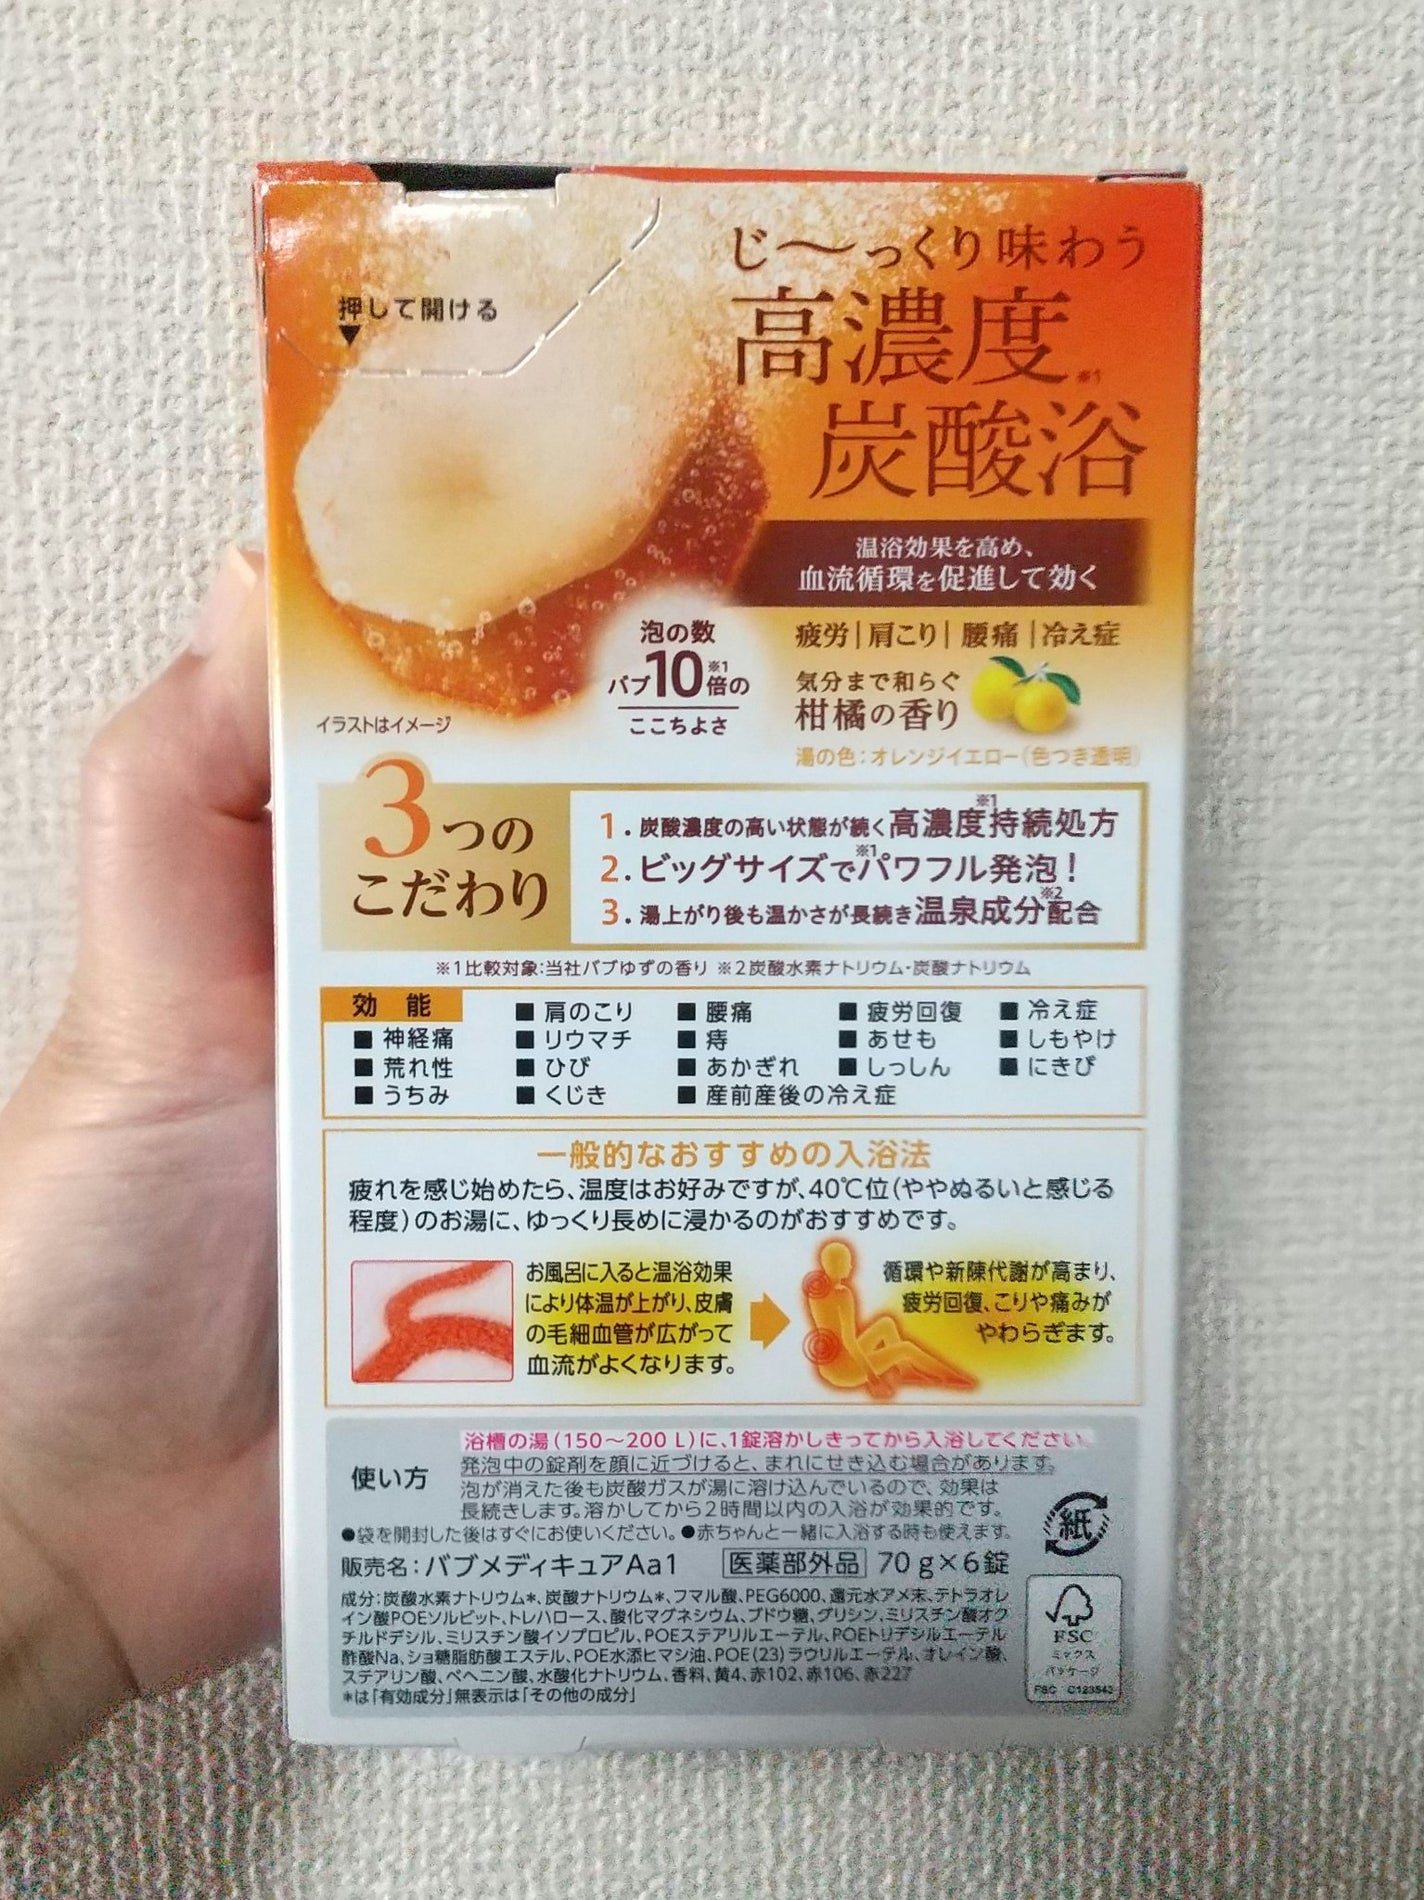 じ〜っくり味わう
押して開ける
▼
高濃度※1
炭酸浴
温浴効果を高め、
血流循環を促進して効く
泡の数
バブ10※1倍の
ここちよさ
疲労|肩こり|腰痛|冷え症
気分まで和らぐ
柑橘の香り
イラストはイメージ
湯の色:オレンジイエロー(色つき透明)
3つの
こだわり
1.炭酸濃度の高い状態が続く高濃度※1持続処方
2.ビッグサイズで※1パワフル発泡!
3.湯上がり後も温かさが長続き温泉成分※2配合
※1比較対象:当社バブゆずの香り ※2炭酸水素ナトリウム・炭酸ナトリウム
効 能 ■肩のこり ■腰痛 ■疲労回復 ■冷え症
■神経痛 ■リウマチ ■痔 ■あせも ■しもやけ
■荒れ性 ■ひび ■あかぎれ ■しっしん ■にきび
■うちみ ■くじき ■産前産後の冷え症
一般的なおすすめの入浴法
疲れを感じ始めたら、温度はお好みですが、40℃位(ややぬるいと感じる
程度)のお湯に、ゆっくり長めに浸かるのがおすすめです。
お風呂に入ると温浴効果
により体温が上がり、皮膚
の毛細血管が広がって
血流がよくなります。
循環や新陳代謝が高まり、
疲労回復、こりや痛みが
やわらぎます。
使い方
浴槽の湯(150〜200 L)に、1錠溶かしきってから入浴してください。
発泡中の錠剤を顔に近づけると、まれにせき込む場合があります。
泡が消えた後も炭酸ガスが湯に溶け込んでいるので、効果は
長続きします。溶かしてから2時間以内の入浴が効果的です。
●袋を開封した後はすぐにお使いください。●赤ちゃんと一緒に入浴する時も使えます。
紙
販売名:バブメディキュアAa1 医薬部外品 70g×6錠
成分:炭酸水素ナトリウム*、炭酸ナトリウム*、フマル酸、PEG6000、還元水アメ末、テトラオレ
イン酸POEソルビット、トレハロース、酸化マグネシウム、ブドウ糖、グリシン、ミリスチン酸オク
チルドデシル、ミリスチン酸イソプロピル、POEステアリルエーテル、POEトリデシルエーテル
酢酸Na、ショ糖脂肪酸エステル、POE水添ヒマシ油、POE(23)ラウリルエーテル、オレイン酸、
ステアリン酸、ベヘニン酸、水酸化ナトリウム、香料、黄4、赤102、赤106、赤227
*は「有効成分」無表示は「その他の成分」
FSC
ミックス
パッケージ
FSC C123543